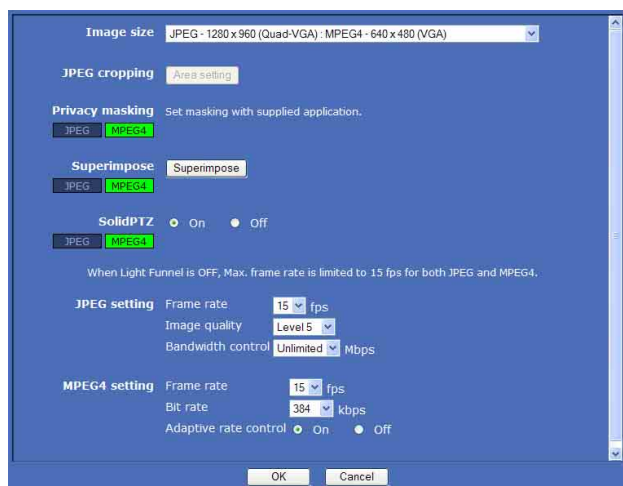 Image size JPEG - 1280 x 960 (Quad-VGA) : MPEG4 - 640 x 480 (VGA)
JPEG cropping Area setting
Privacy masking Set masking with supplied application.
JPEG MPEG4
Superimpose Superimpose
JPEG MPEG4
SolidPTZ On Off
JPEG MPEG4
When Light Funnel is OFF, Max. frame rate is limited to 15 fps for both JPEG and MPEG4.
JPEG setting Frame rate 15 fps
Image quality Level 5
Bandwidth control Unlimited Mbps
MPEG4 setting Frame rate 15 fps
Bit rate 384 kbps
Adaptive rate control On Off
OK Cancel